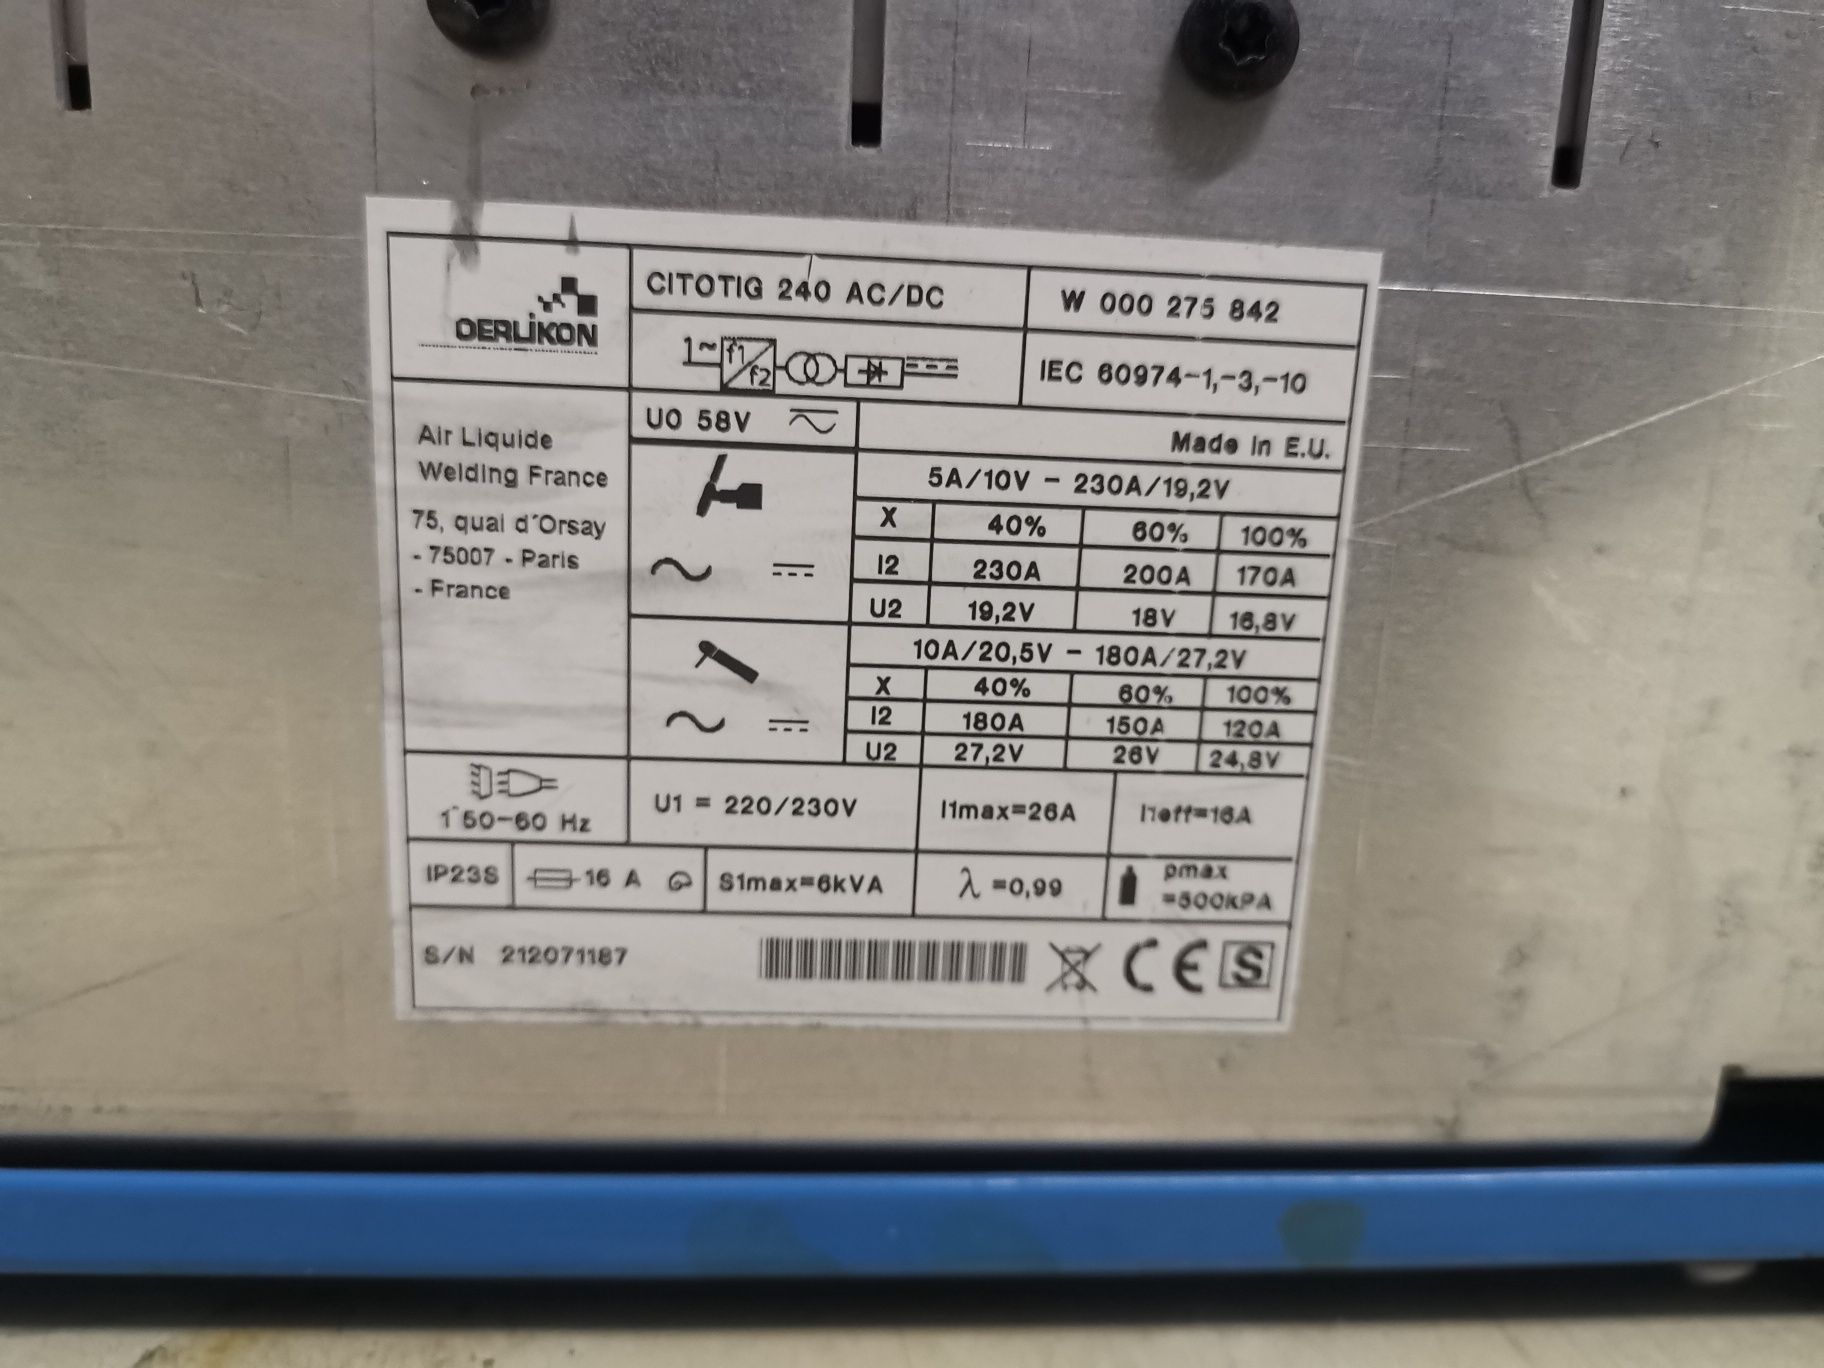 OERLiKON
CITOTIG 240 AC/DC
W 000 275 842
1~ f1 f2
IEC 60974-1,-3,-10
U0 58V
Made in E.U.
Air Liquide
Welding France
75, quai d'Orsay
- 75007 - Paris
- France
5A/10V - 230A/19,2V
X 40% 60% 100%
I2 230A 200A 170A
U2 19,2V 18V 16,8V
10A/20,5V - 180A/27,2V
X 40% 60% 100%
I2 180A 150A 120A
U2 27,2V 26V 24,8V
1~50-60 Hz
U1 = 220/230V
I1max=26A
I1eff=16A
IP23S
16 A
S1max=6kVA
λ =0,99
pmax
=500kPA
S/N 212071187
CE
S